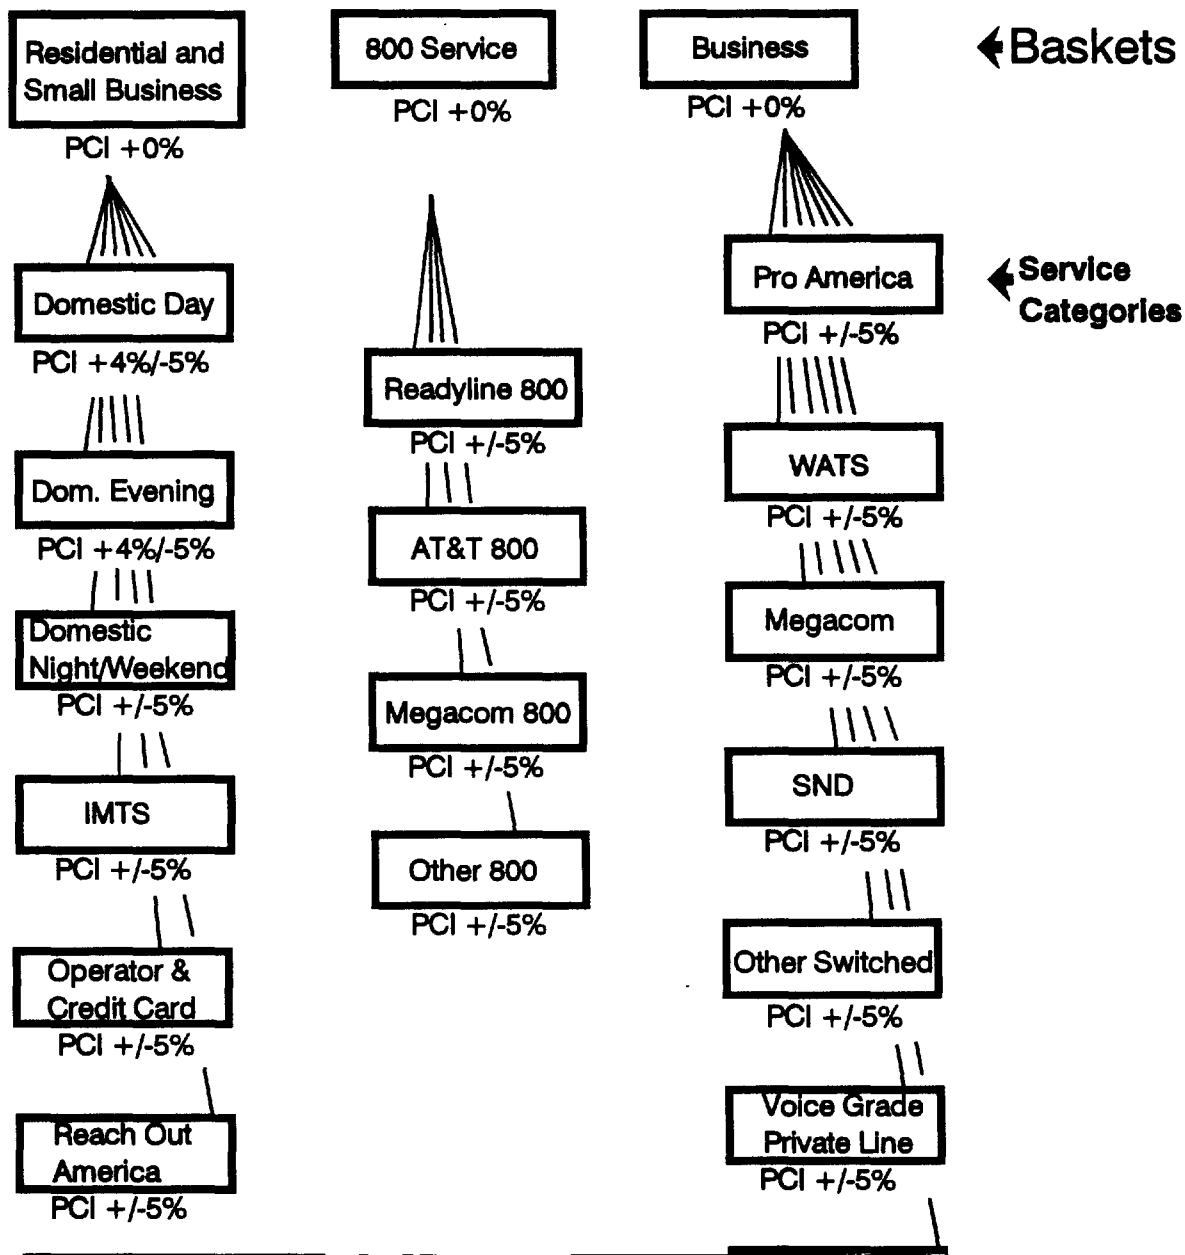 Residential and
Small Business
PCI +0%
Domestic Day
PCI +4%/-5%
Dom. Evening
PCI +4%/-5%
Domestic
Night/Weekend
PCI +/-5%
IMTS
PCI +/-5%
Operator &
Credit Card
PCI +/-5%
Reach Out
America
PCI +/-5%
800 Service
PCI +0%
Readyline 800
PCI +/-5%
AT&T 800
PCI +/-5%
Megacom 800
PCI +/-5%
Other 800
PCI +/-5%
Business
PCI +0%
Pro America
PCI +/-5%
WATS
PCI +/-5%
Megacom
PCI +/-5%
SND
PCI +/-5%
Other Switched
PCI +/-5%
Voice Grade
Private Line
PCI +/-5%
Baskets
Service
Categories